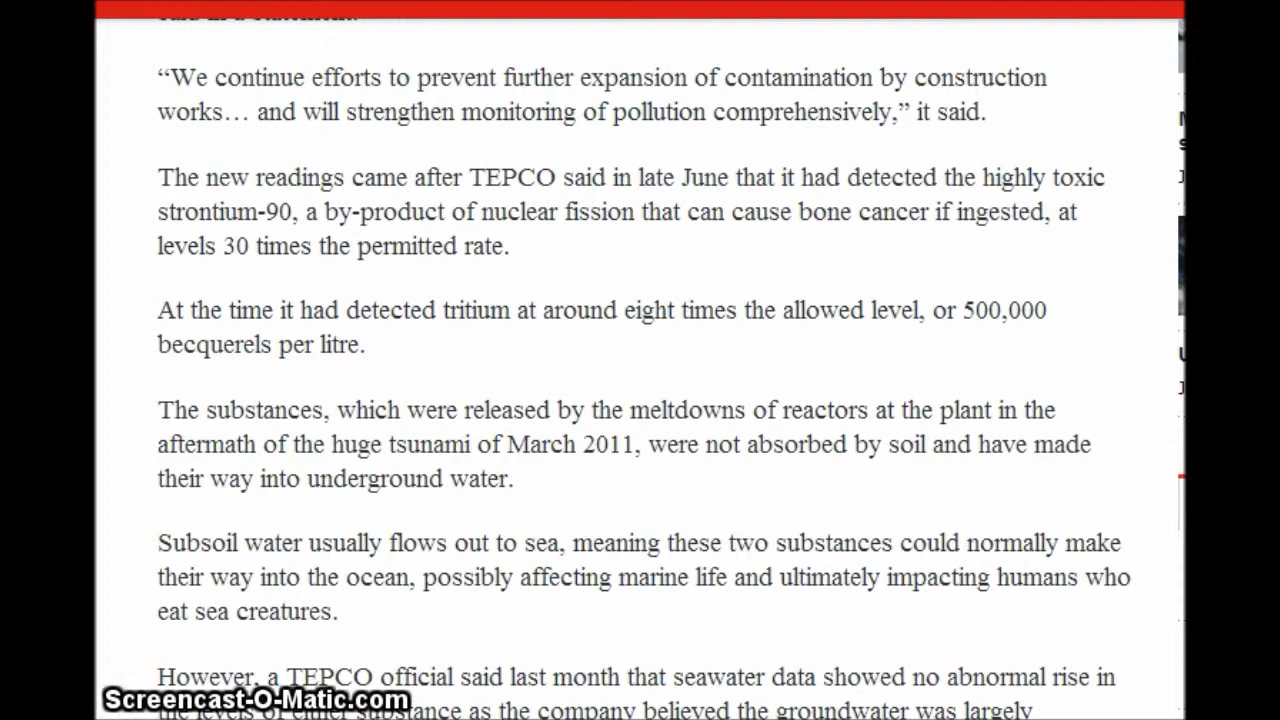 said in a statement.
“We continue efforts to prevent further expansion of contamination by construction
works… and will strengthen monitoring of pollution comprehensively,” it said.
The new readings came after TEPCO said in late June that it had detected the highly toxic
strontium-90, a by-product of nuclear fission that can cause bone cancer if ingested, at
levels 30 times the permitted rate.
At the time it had detected tritium at around eight times the allowed level, or 500,000
becquerels per litre.
The substances, which were released by the meltdowns of reactors at the plant in the
aftermath of the huge tsunami of March 2011, were not absorbed by soil and have made
their way into underground water.
Subsoil water usually flows out to sea, meaning these two substances could normally make
their way into the ocean, possibly affecting marine life and ultimately impacting humans who
eat sea creatures.
However, a TEPCO official said last month that seawater data showed no abnormal rise in
the levels of either substance as the company believed the groundwater was largely
Screencast-O-Matic.com